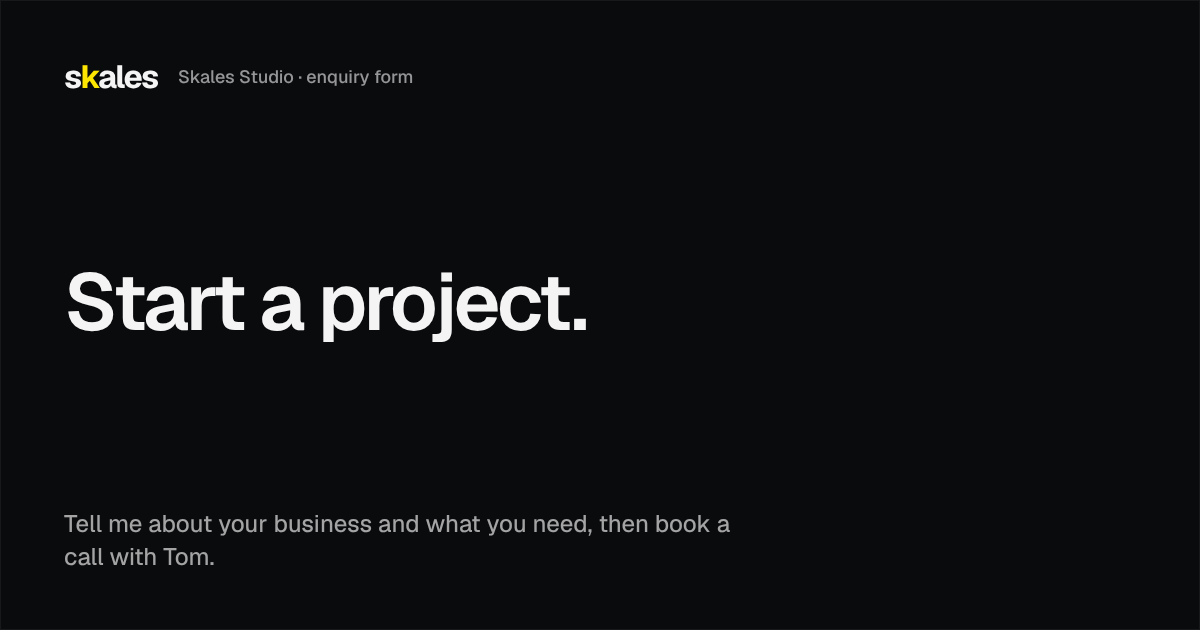 skales
Skales Studio · enquiry form
Start a project.
Tell me about your business and what you need, then book a
call with Tom.